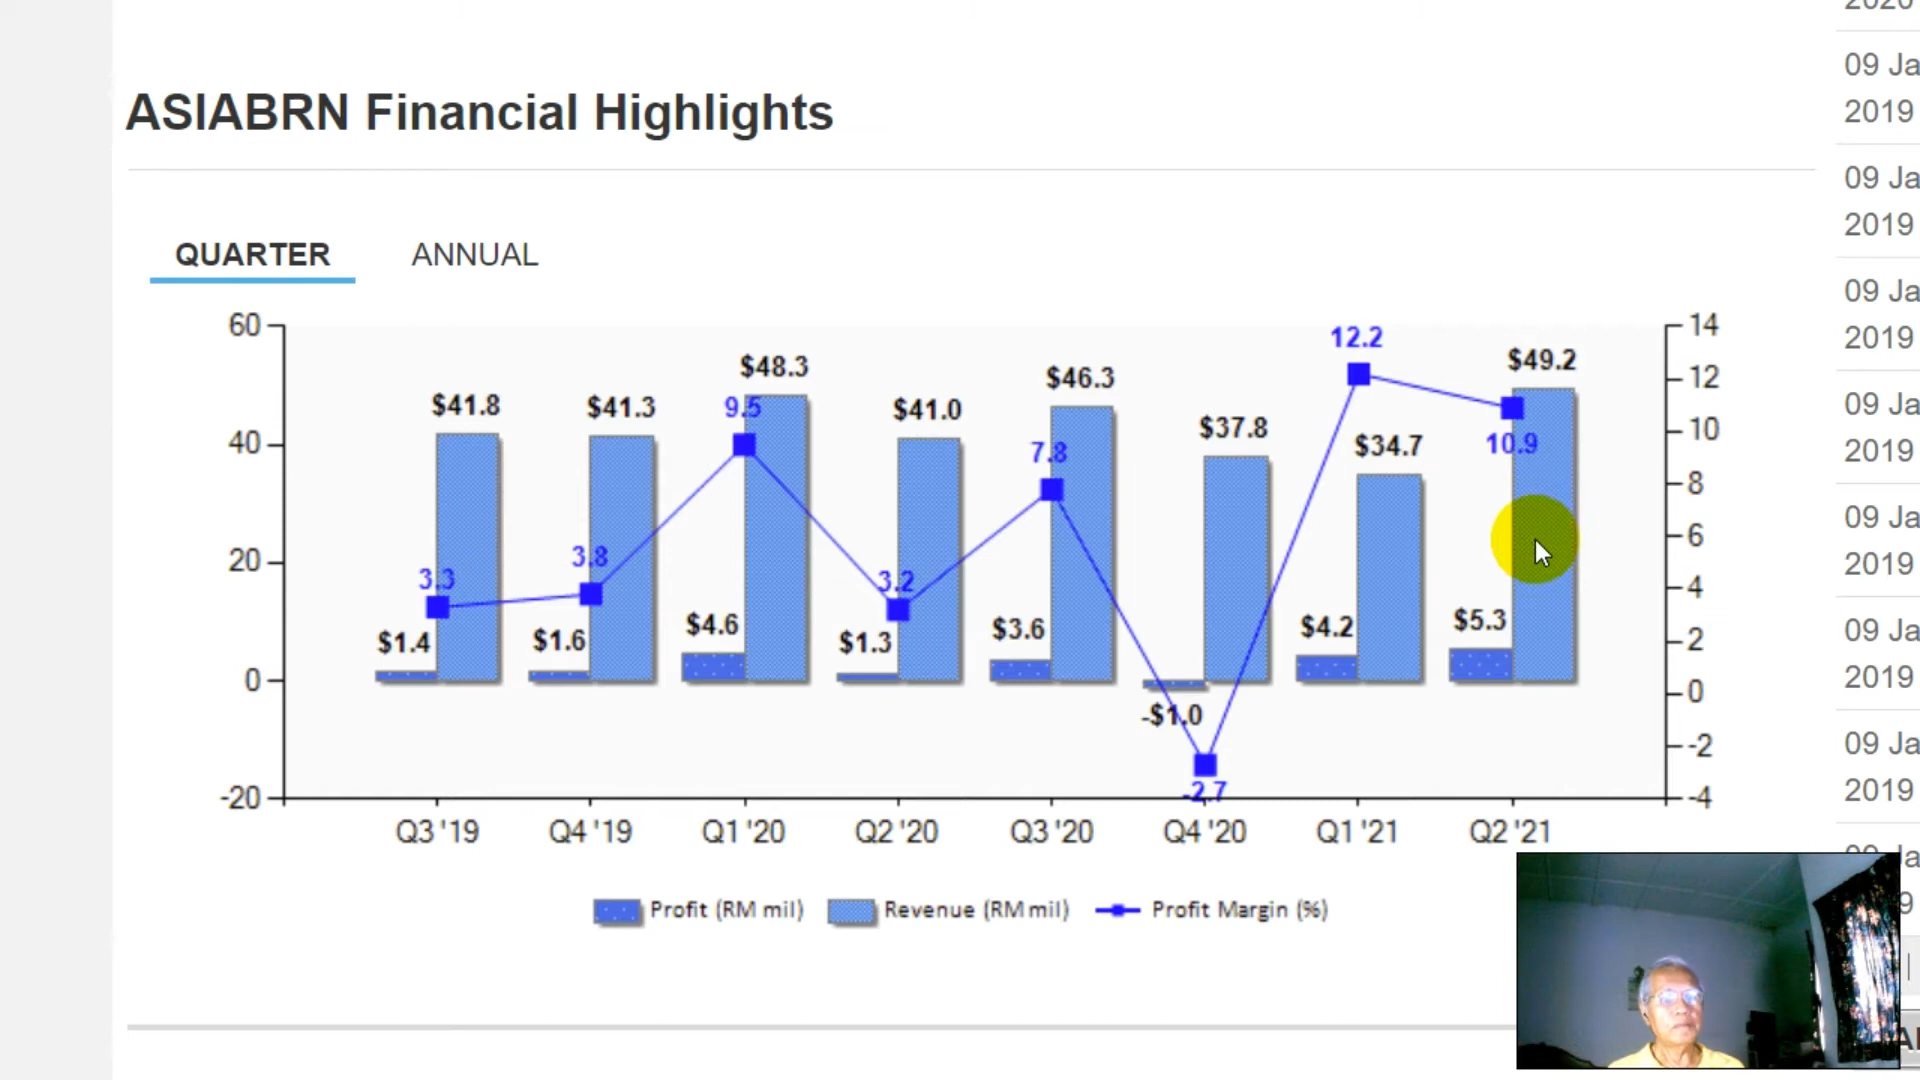 ASIABRN Financial Highlights
QUARTER
ANNUAL
60
40
20
0
-20
14
12
10
8
6
4
2
0
-2
-4
$41.8
$41.3
$48.3
$41.0
$46.3
$37.8
$34.7
$49.2
3.3
3.8
9.5
3.2
7.8
-2.7
12.2
10.9
$1.4
$1.6
$4.6
$1.3
$3.6
-$1.0
$4.2
$5.3
Q3 '19
Q4 '19
Q1 '20
Q2 '20
Q3 '20
Q4 '20
Q1 '21
Q2 '21
Profit (RM mil)
Revenue (RM mil)
Profit Margin (%)
2020
09 Ja
2019
09 Ja
2019
09 Ja
2019
09 Ja
2019
09 Ja
2019
09 Ja
2019
09 Ja
2019